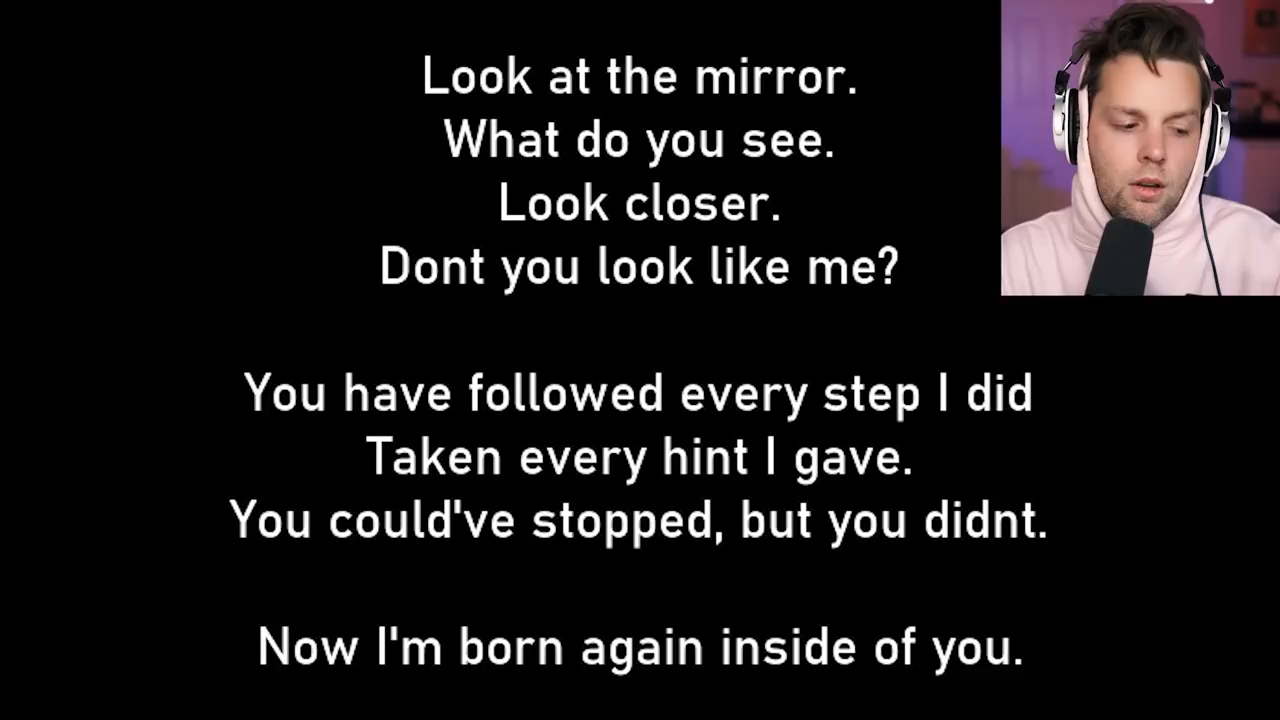 Look at the mirror.
What do you see.
Look closer.
Dont you look like me?
You have followed every step I did
Taken every hint I gave.
You could've stopped, but you didnt.
Now I'm born again inside of you.